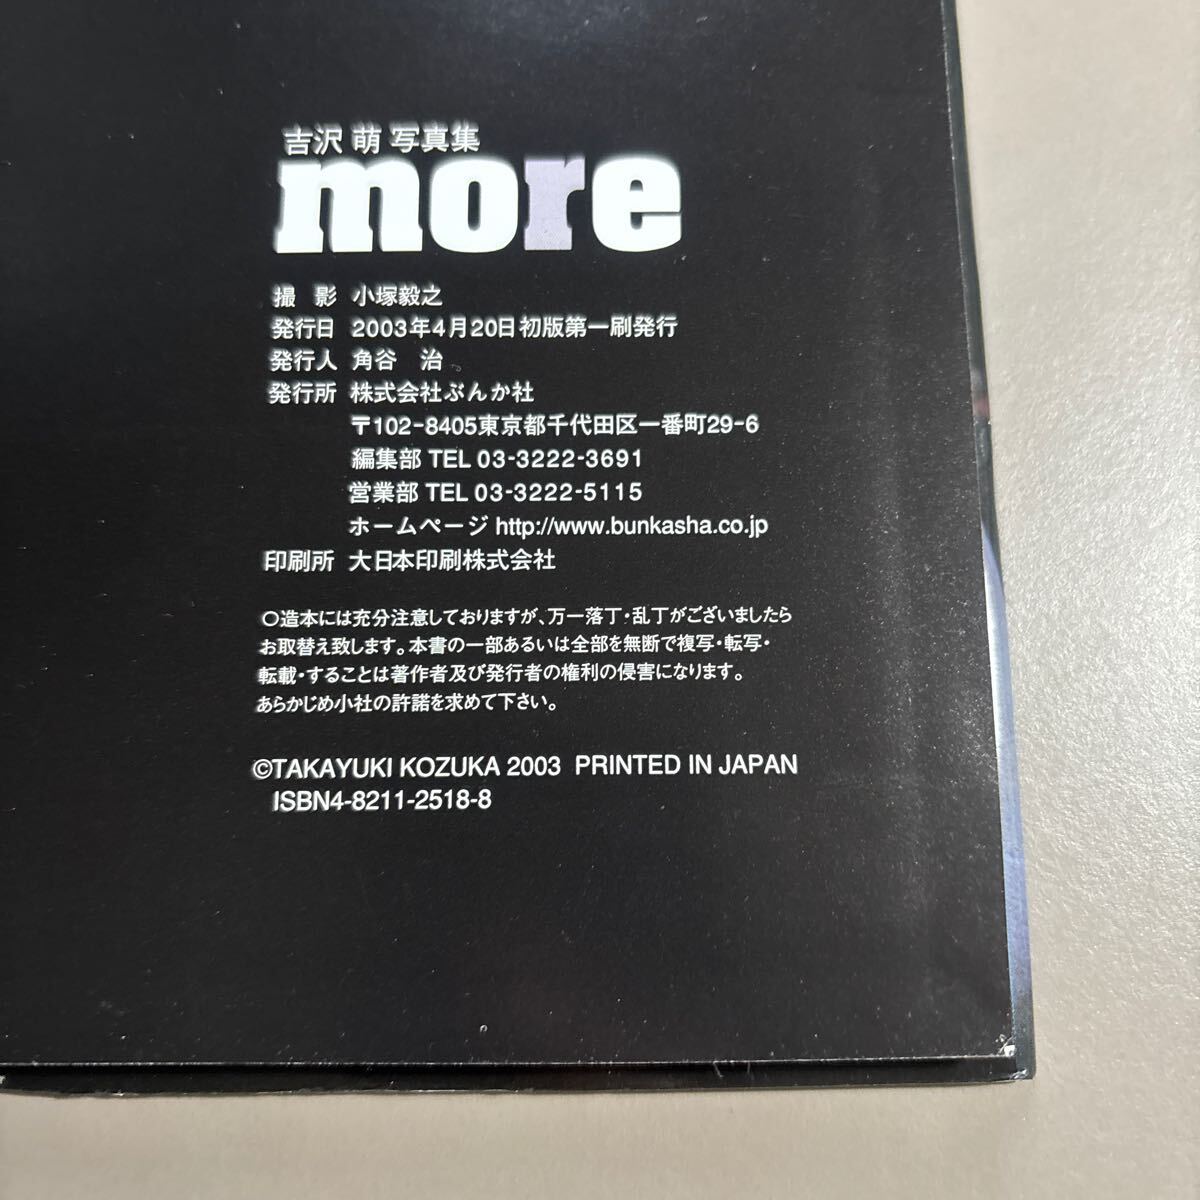 吉沢 萌 写真集
more
撮 影 小塚毅之
発行日 2003年4月20日初版第一刷発行
発行人 角谷 治
発行所 株式会社ぶんか社
〒102-8405東京都千代田区一番町29-6
編集部 TEL 03-3222-3691
営業部 TEL 03-3222-5115
ホームページ http://www.bunkasha.co.jp
印刷所 大日本印刷株式会社
○造本には充分注意しておりますが、万一落丁・乱丁がございましたら
お取替え致します。本書の一部あるいは全部を無断で複写・転写・
転載・することは著作者及び発行者の権利の侵害になります。
あらかじめ小社の許諾を求めて下さい。
©TAKAYUKI KOZUKA 2003 PRINTED IN JAPAN
ISBN4-8211-2518-8